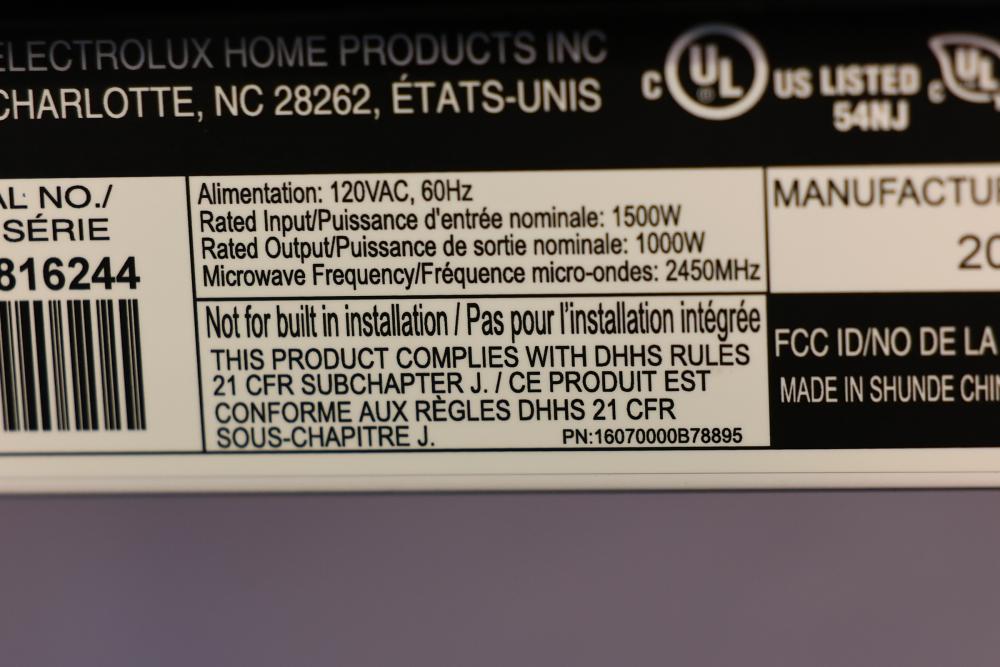 ELECTROLUX HOME PRODUCTS INC
CHARLOTTE, NC 28262, ÉTATS-UNIS
C UL US LISTED
54NJ
C UL
AL NO./
SÉRIE
816244
Alimentation: 120VAC, 60Hz
Rated Input/Puissance d'entrée nominale: 1500W
Rated Output/Puissance de sortie nominale: 1000W
Microwave Frequency/Fréquence micro-ondes: 2450MHz
Not for built in installation / Pas pour l'installation intégrée
THIS PRODUCT COMPLIES WITH DHHS RULES
21 CFR SUBCHAPTER J. / CE PRODUIT EST
CONFORME AUX RÈGLES DHHS 21 CFR
SOUS-CHAPITRE J.
PN:16070000B78895
MANUFACTU
20
FCC ID/NO DE LA
MADE IN SHUNDE CHI